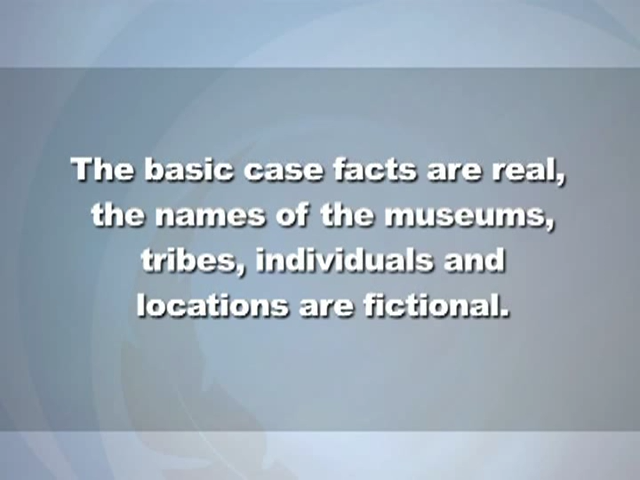 The basic case facts are real,
the names of the museums,
tribes, individuals and
locations are fictional.